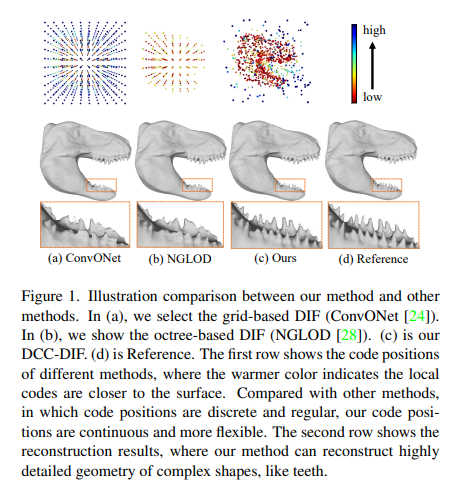 high
low
(a) ConvONet (b) NGLOD (c) Ours (d) Reference
Figure 1. Illustration comparison between our method and other
methods. In (a), we select the grid-based DIF (ConvONet [24]).
In (b), we show the octree-based DIF (NGLOD [28]). (c) is our
DCC-DIF. (d) is Reference. The first row shows the code positions
of different methods, where the warmer color indicates the local
codes are closer to the surface. Compared with other methods,
in which code positions are discrete and regular, our code posi-
tions are continuous and more flexible. The second row shows the
reconstruction results, where our method can reconstruct highly
detailed geometry of complex shapes, like teeth.